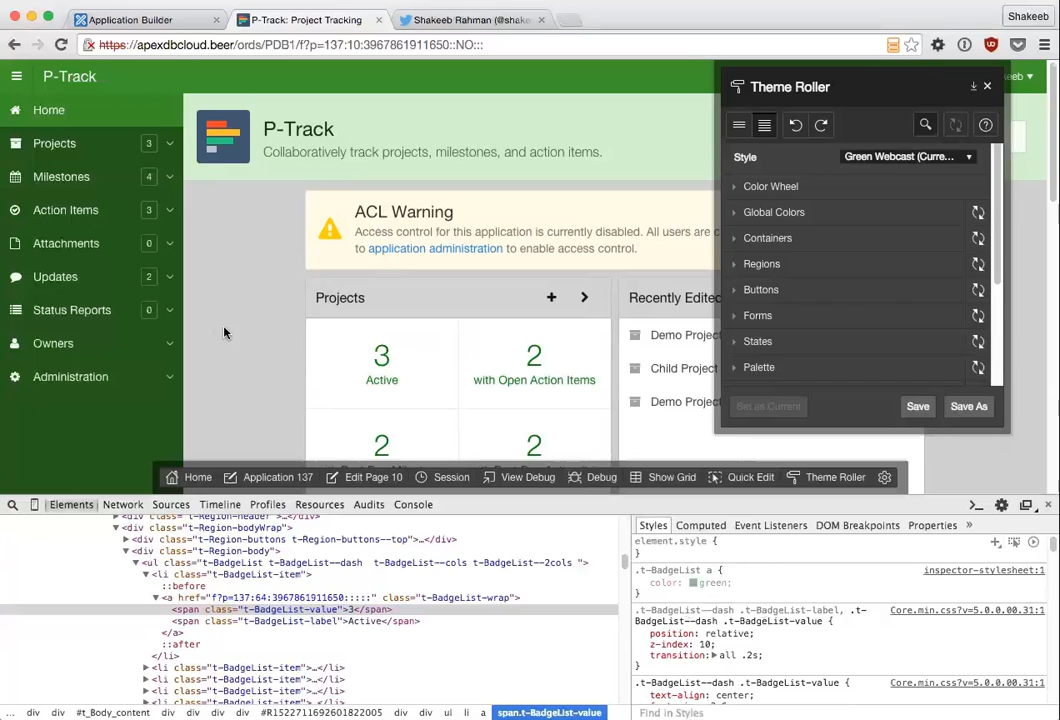 Application Builder
P-Track: Project Tracking
Shakeeb Rahman (@shake
Shakeeb
https://apexdbcloud.beer/ords/PDB1/f?p=137:10:3967861911650::NO:::
P-Track
Home
Projects 3
Milestones 4
Action Items 3
Attachments 0
Updates 2
Status Reports 0
Owners
Administration
P-Track
Collaboratively track projects, milestones, and action items.
ACL Warning
Access control for this application is currently disabled. All users are
to application administration to enable access control.
Projects
3
Active
2
with Open Action Items
2
2
Recently Edited
Demo Project
Child Project
Demo Project
keeb
Theme Roller
Style
Green Webcast (Curre...
Color Wheel
Global Colors
Containers
Regions
Buttons
Forms
States
Palette
Set as Current
Save
Save As
Home
Application 137
Edit Page 10
Session
View Debug
Debug
Show Grid
Quick Edit
Theme Roller
Elements Network Sources Timeline Profiles Resources Audits Console
<div class="t-Region-header">…</div>
<div class="t-Region-bodyWrap">
<div class="t-Region-buttons t-Region-buttons--top">…</div>
<div class="t-Region-body">
<ul class="t-BadgeList t-BadgeList--dash t-BadgeList--cols t-BadgeList--2cols ">
<li class="t-BadgeList-item">
::before
<a href="f?p=137:64:3967861911650:::::" class="t-BadgeList-wrap">
<span class="t-BadgeList-value">3</span>
<span class="t-BadgeList-label">Active</span>
</a>
::after
</li>
<li class="t-BadgeList-item">…</li>
<li class="t-BadgeList-item">…</li>
<li class="t-BadgeList-item">…</li>
... div div #t_Body_content div div div #R1522711692601822005 div div ul li a span.t-BadgeList-value
Styles Computed Event Listeners DOM Breakpoints Properties »
element.style {
}
.t-BadgeList a { inspector-stylesheet:1
color: green;
}
.t-BadgeList--dash .t-BadgeList-label, .t- Core.min.css?v=5.0.0.00.31:1
BadgeList--dash .t-BadgeList-value {
position: relative;
z-index: 10;
transition: all .2s;
}
.t-BadgeList--dash .t-BadgeList-value { Core.min.css?v=5.0.0.00.31:1
text-align: center;
Find in Styles